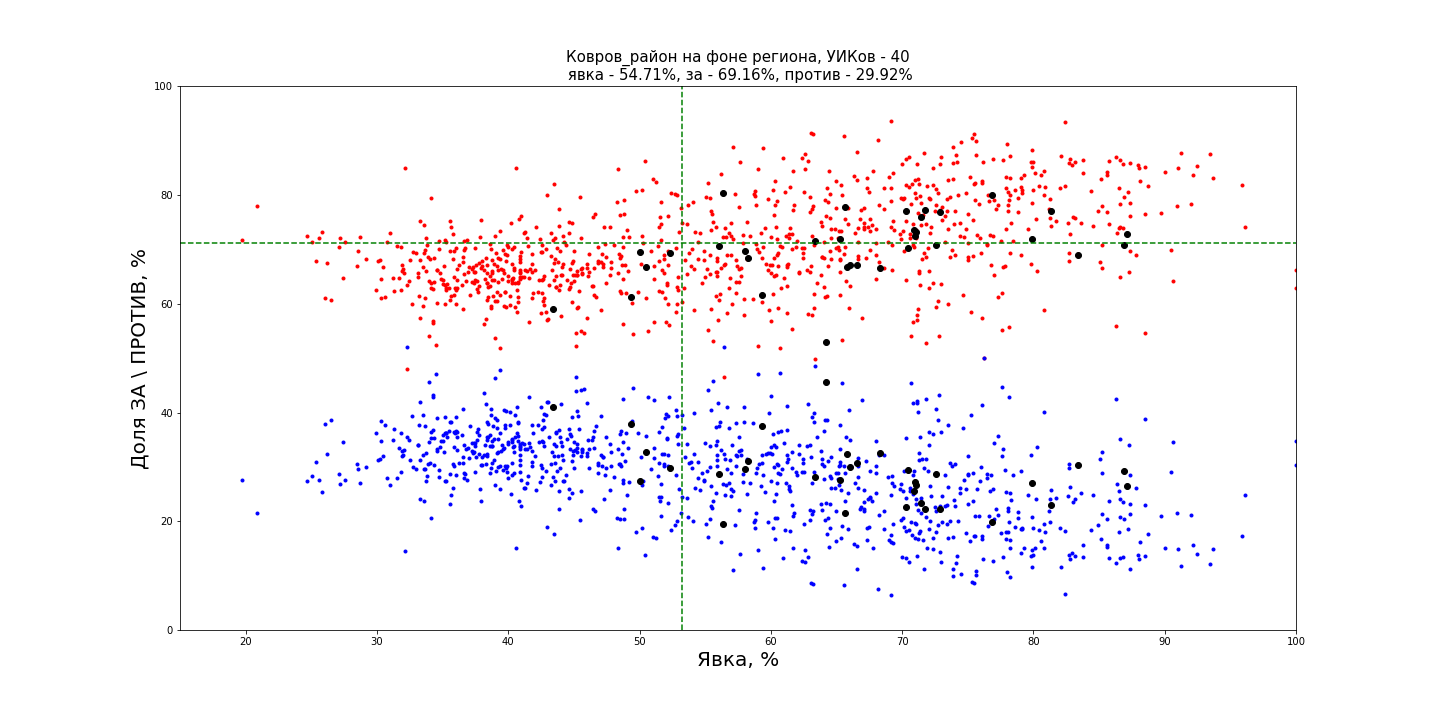 Ковров_район на фоне региона, УИКов - 40
явка - 54.71%, за - 69.16%, против - 29.92%
100
80
60
40
20
0
Доля ЗА \ ПРОТИВ, %
20 30 40 50 60 70 80 90 100
Явка, %